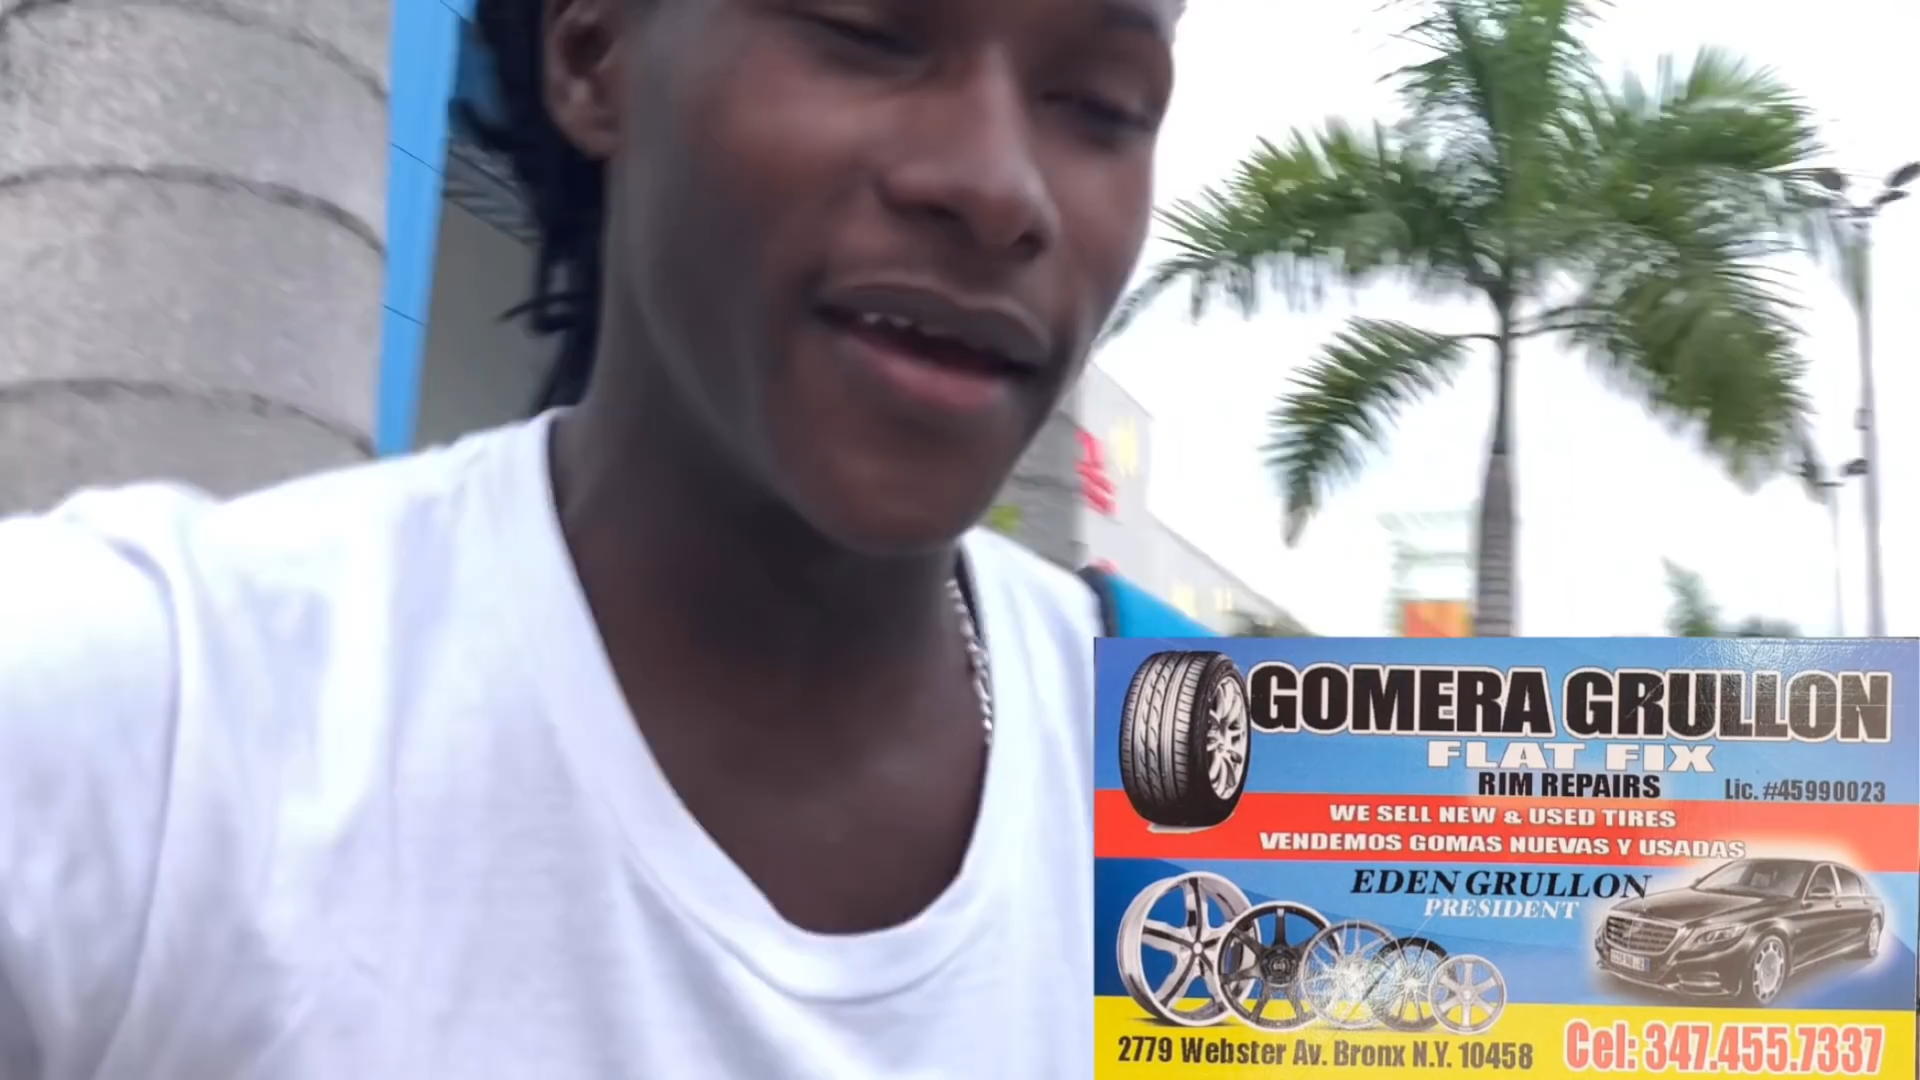 GOMERA GRULLON
FLAT FIX
RIM REPAIRS
Lic. #45990023
WE SELL NEW & USED TIRES
VENDEMOS GOMAS NUEVAS Y USADAS
EDEN GRULLON
PRESIDENT
2779 Webster Av. Bronx N.Y. 10458
Cel: 347.455.7337